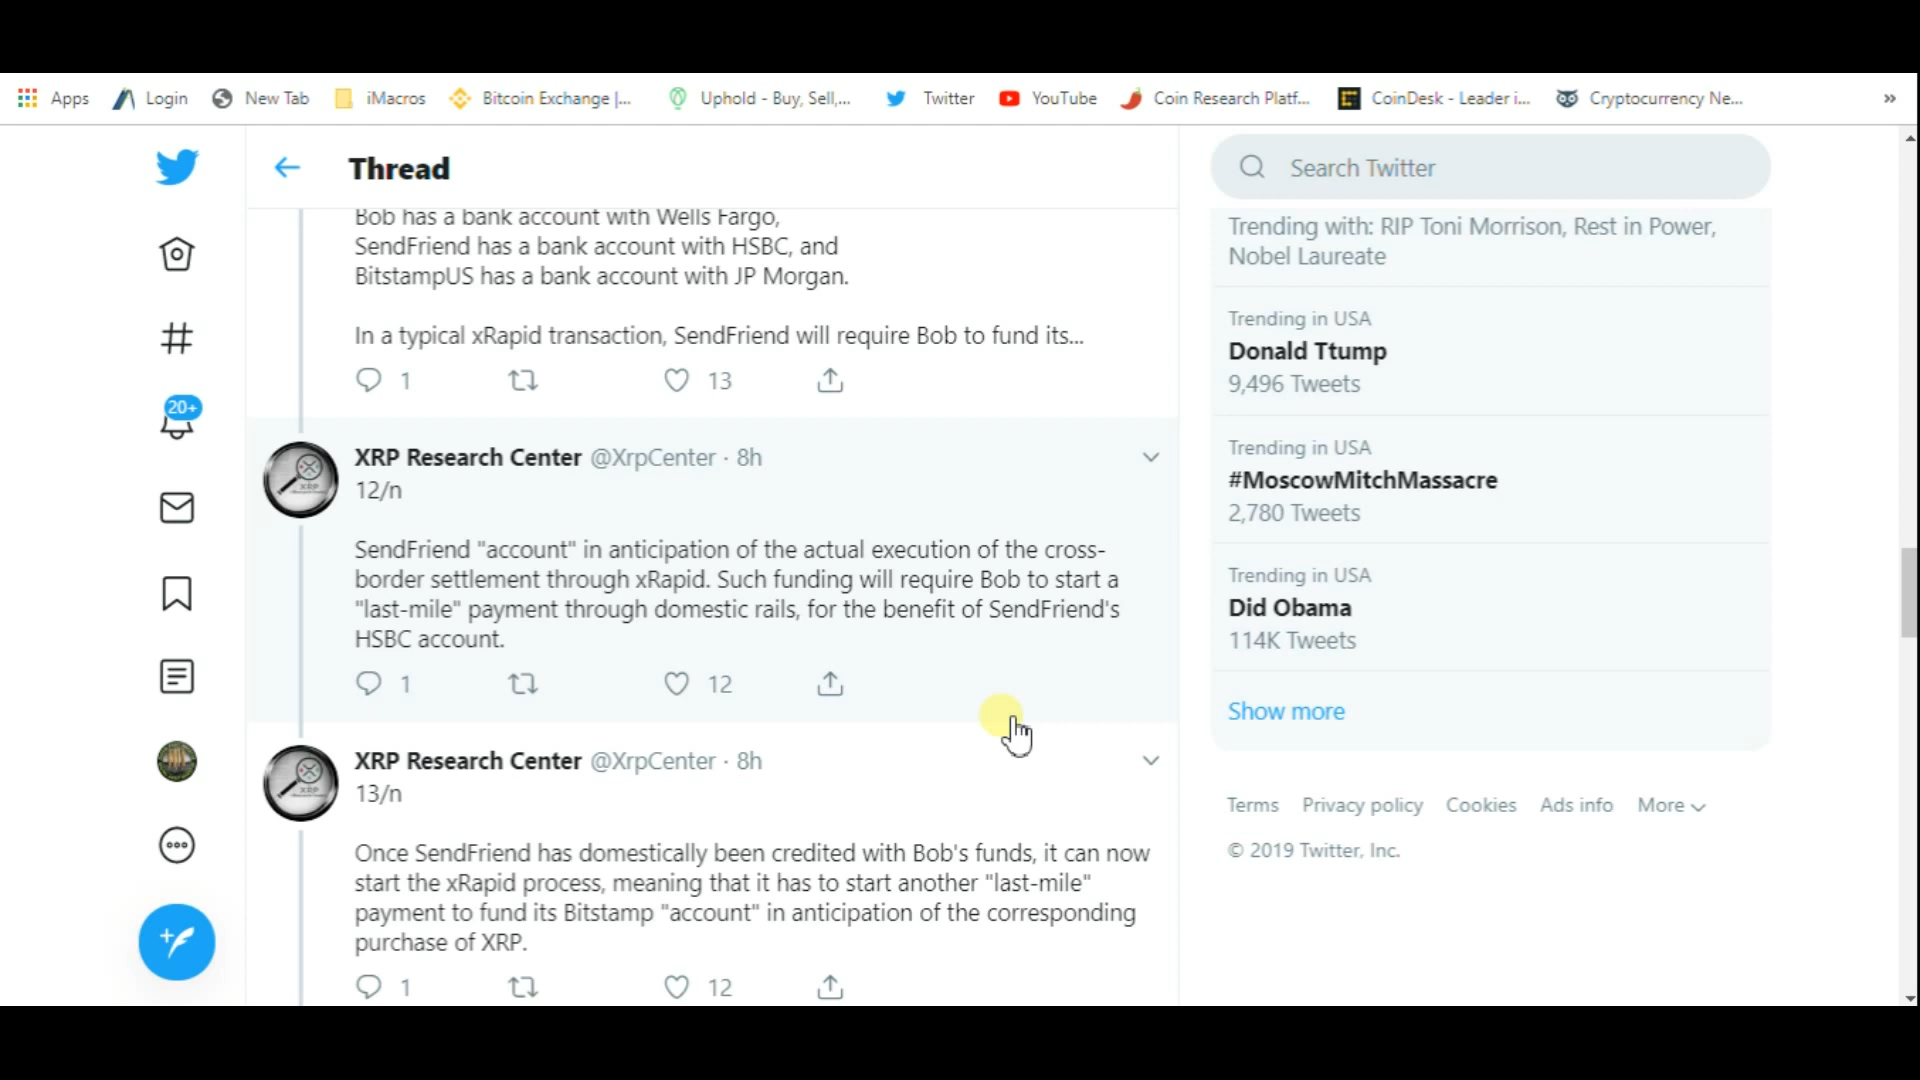 Apps Login New Tab iMacros Bitcoin Exchange |... Uphold - Buy, Sell,... Twitter YouTube Coin Research Platf... CoinDesk - Leader i... Cryptocurrency Ne... »
Thread
Search Twitter
Bob has a bank account with Wells Fargo,
SendFriend has a bank account with HSBC, and
BitstampUS has a bank account with JP Morgan.
In a typical xRapid transaction, SendFriend will require Bob to fund its...
1 13
XRP Research Center @XrpCenter · 8h
12/n
SendFriend "account" in anticipation of the actual execution of the cross-
border settlement through xRapid. Such funding will require Bob to start a
"last-mile" payment through domestic rails, for the benefit of SendFriend's
HSBC account.
1 12
XRP Research Center @XrpCenter · 8h
13/n
Once SendFriend has domestically been credited with Bob's funds, it can now
start the xRapid process, meaning that it has to start another "last-mile"
payment to fund its Bitstamp "account" in anticipation of the corresponding
purchase of XRP.
1 12
20+
Trending with: RIP Toni Morrison, Rest in Power,
Nobel Laureate
Trending in USA
Donald Ttump
9,496 Tweets
Trending in USA
#MoscowMitchMassacre
2,780 Tweets
Trending in USA
Did Obama
114K Tweets
Show more
Terms Privacy policy Cookies Ads info More
© 2019 Twitter, Inc.